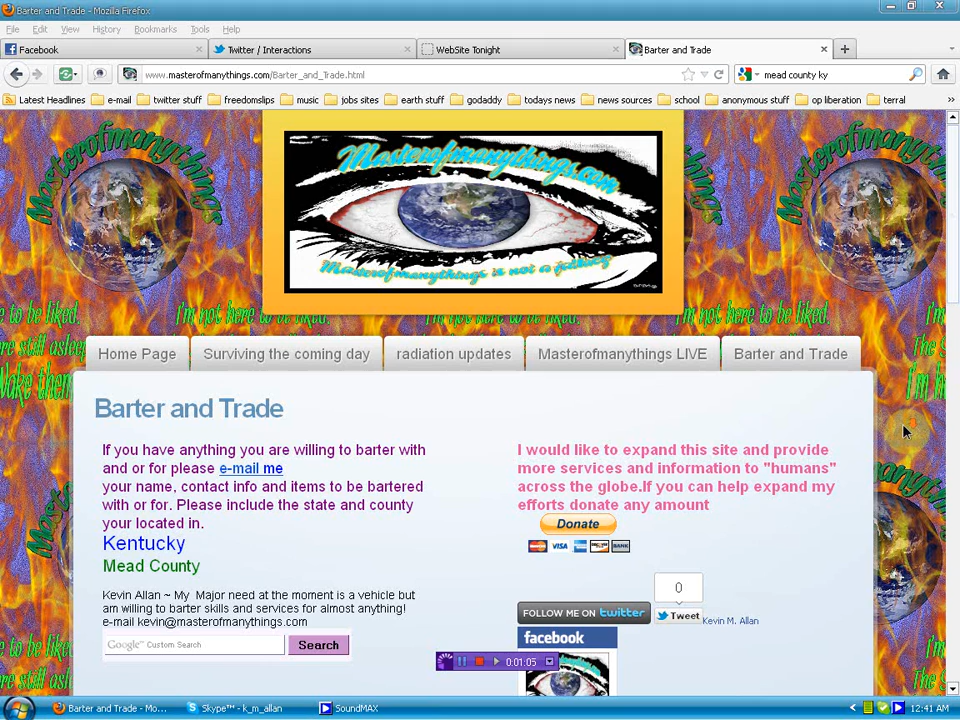 Barter and Trade - Mozilla Firefox
File Edit View History Bookmarks Tools Help
Facebook
Twitter / Interactions
WebSite Tonight
Barter and Trade
www.masterofmanythings.com/Barter_and_Trade.html
mead county ky
Latest Headlines e-mail twitter stuff freedomslips music jobs sites earth stuff godaddy todays news news sources school anonymous stuff op liberation terral
Masterofmanythings
Masterofmanythings.com
Masterofmanythings is not a
Masterofmanythings
here to be liked.
I'm not here to be liked.
Home Page
Surviving the coming day
radiation updates
Masterofmanythings LIVE
Barter and Trade
Barter and Trade
If you have anything you are willing to barter with
and or for please e-mail me
your name, contact info and items to be bartered
with or for. Please include the state and county
your located in.
Kentucky
Mead County
Kevin Allan ~ My Major need at the moment is a vehicle but
am willing to barter skills and services for almost anything!
e-mail kevin@masterofmanythings.com
Google™ Custom Search
Search
I would like to expand this site and provide
more services and information to "humans"
across the globe.If you can help expand my
efforts donate any amount
Donate
VISA
BANK
0
FOLLOW ME ON twitter
Tweet
Kevin M. Allan
facebook
0:01:05
Barter and Trade - Mo...
Skype™ - k_m_allan
SoundMAX
12:41 AM